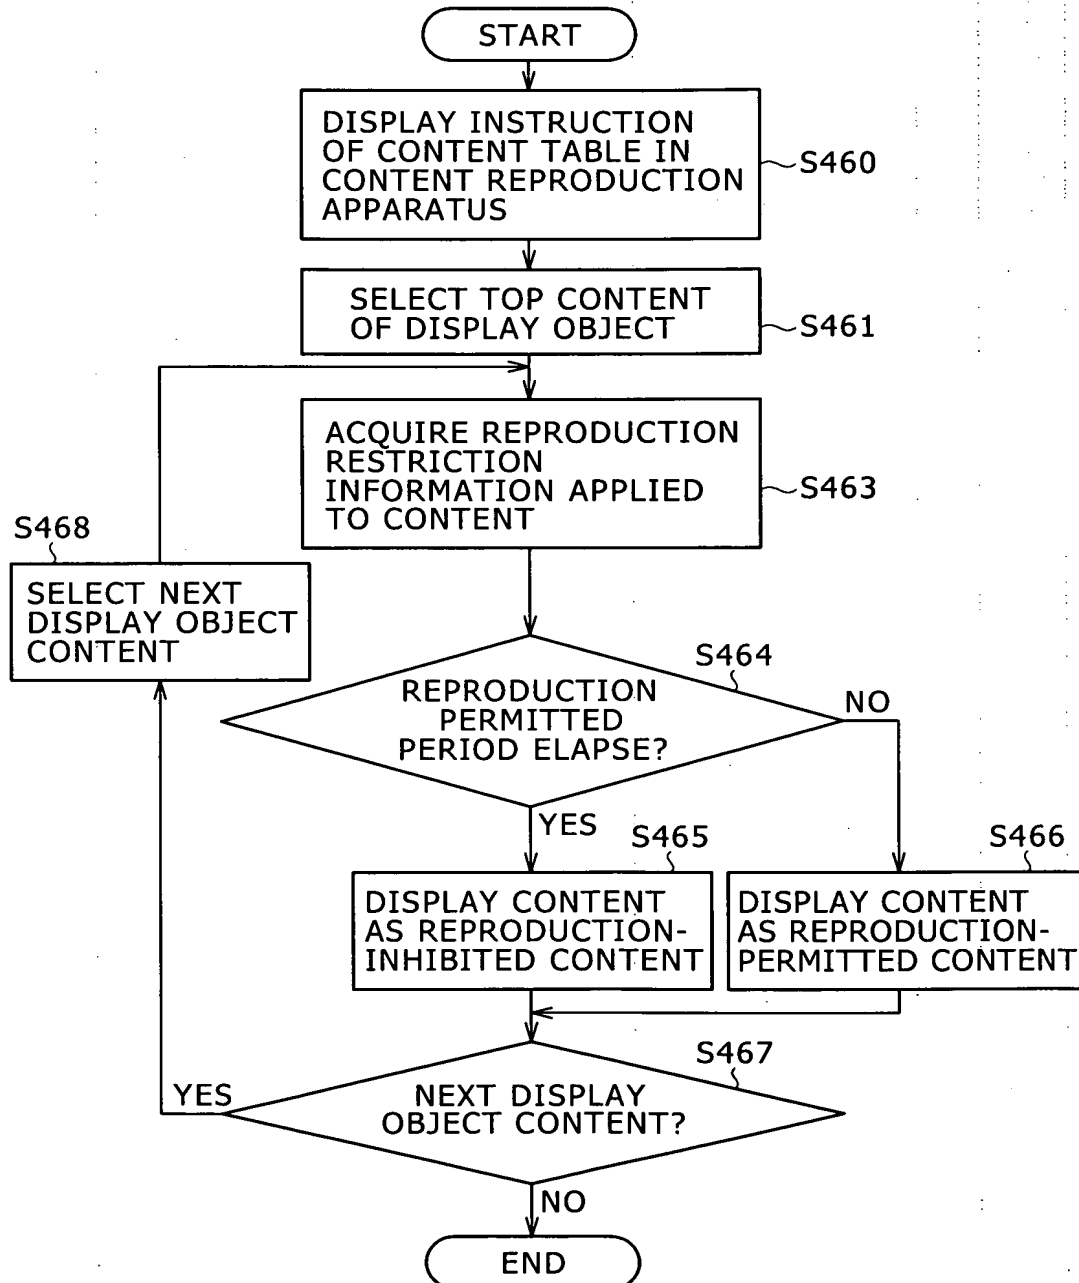 START
DISPLAY INSTRUCTION
OF CONTENT TABLE IN
CONTENT REPRODUCTION
APPARATUS
S460
SELECT TOP CONTENT
OF DISPLAY OBJECT
S461
ACQUIRE REPRODUCTION
RESTRICTION
INFORMATION APPLIED
TO CONTENT
S463
S468
SELECT NEXT
DISPLAY OBJECT
CONTENT
S464
REPRODUCTION
PERMITTED
PERIOD ELAPSE?
NO
YES
S465
DISPLAY CONTENT
AS REPRODUCTION-
INHIBITED CONTENT
S466
DISPLAY CONTENT
AS REPRODUCTION-
PERMITTED CONTENT
S467
NEXT DISPLAY
OBJECT CONTENT?
YES
NO
END